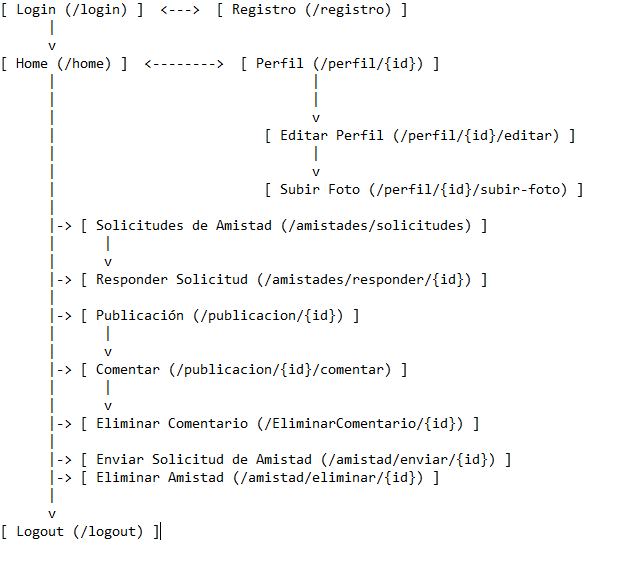 [ Login (/login) ]  <--->  [ Registro (/registro) ]
      |
      v
[ Home (/home) ]  <-------->  [ Perfil (/perfil/{id}) ]
      |                                |
      |                                |
      |                                v
      |                          [ Editar Perfil (/perfil/{id}/editar) ]
      |                                |
      |                                v
      |                          [ Subir Foto (/perfil/{id}/subir-foto) ]
      |
      |-> [ Solicitudes de Amistad (/amistades/solicitudes) ]
      |      |
      |      v
      |-> [ Responder Solicitud (/amistades/responder/{id}) ]
      |
      |-> [ Publicación (/publicacion/{id}) ]
      |      |
      |      v
      |-> [ Comentar (/publicacion/{id}/comentar) ]
      |      |
      |      v
      |-> [ Eliminar Comentario (/EliminarComentario/{id}) ]
      |
      |-> [ Enviar Solicitud de Amistad (/amistad/enviar/{id}) ]
      |-> [ Eliminar Amistad (/amistad/eliminar/{id}) ]
      |
      v
[ Logout (/logout) ]